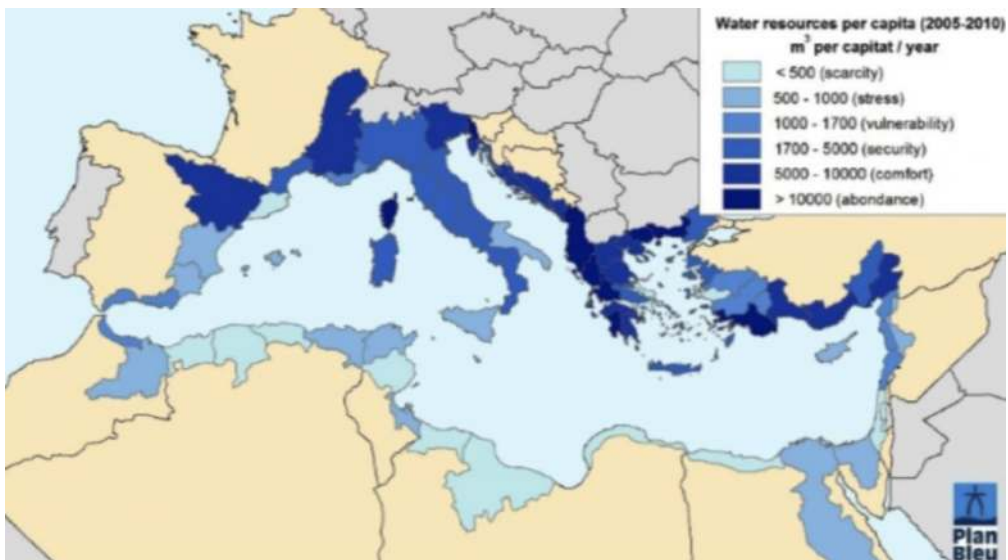 Water resources per capita (2005-2010)
m³ per capitat / year
< 500 (scarcity)
500 - 1000 (stress)
1000 - 1700 (vulnerability)
1700 - 5000 (security)
5000 - 10000 (comfort)
> 10000 (abondance)
Plan
Bleu